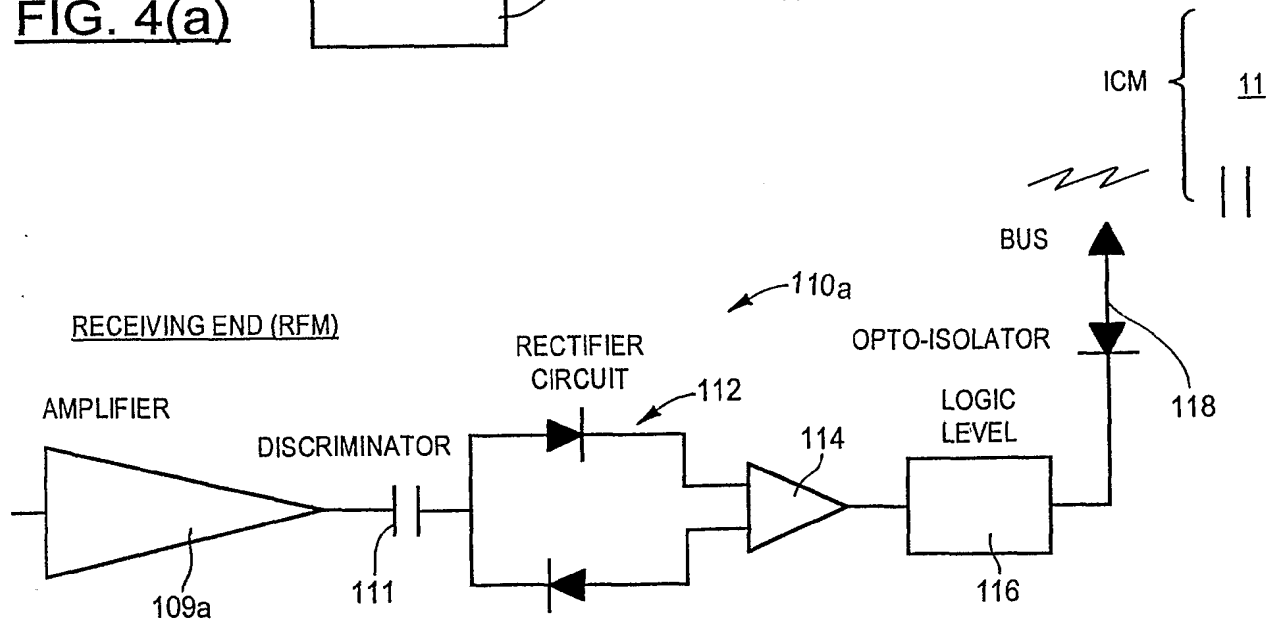 FIG. 4(a)
ICM
11
BUS
110a
RECEIVING END (RFM)
RECTIFIER
CIRCUIT
OPTO-ISOLATOR
112
118
AMPLIFIER
LOGIC
LEVEL
DISCRIMINATOR
114
109a
111
116